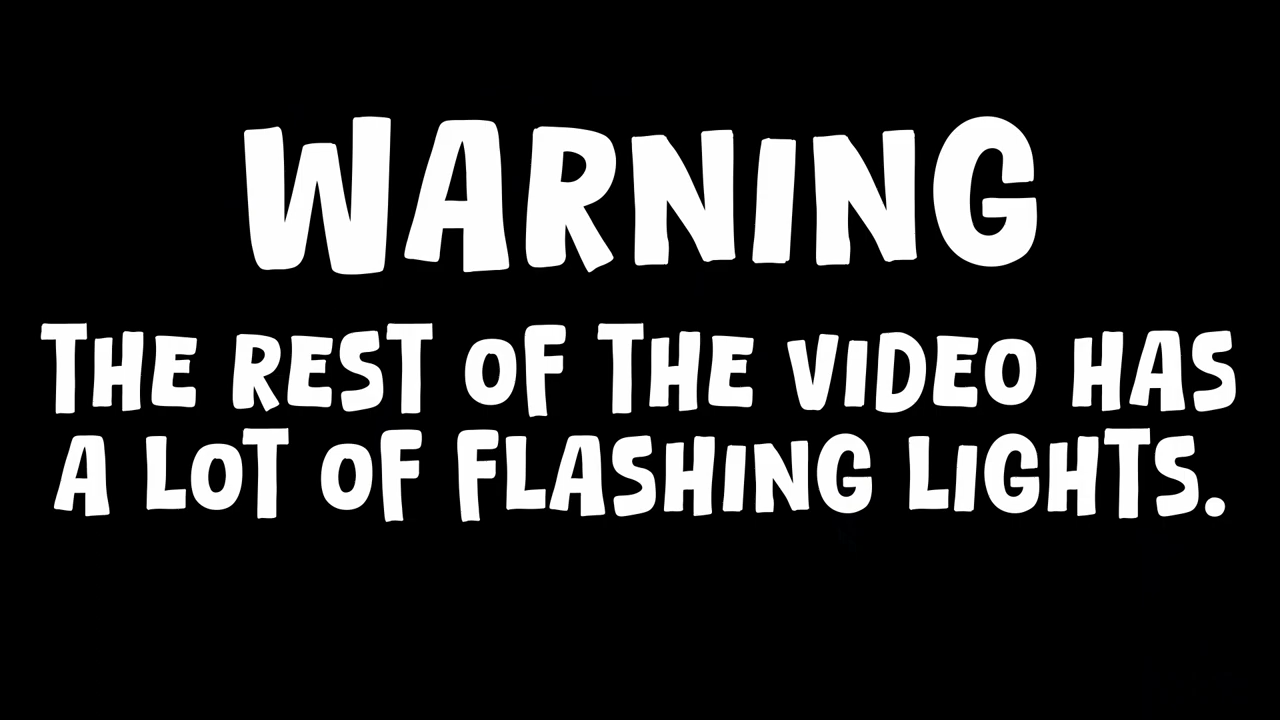 WARNING
THE REST OF THE VIDEO HAS
A LOT OF FLASHING LIGHTS.